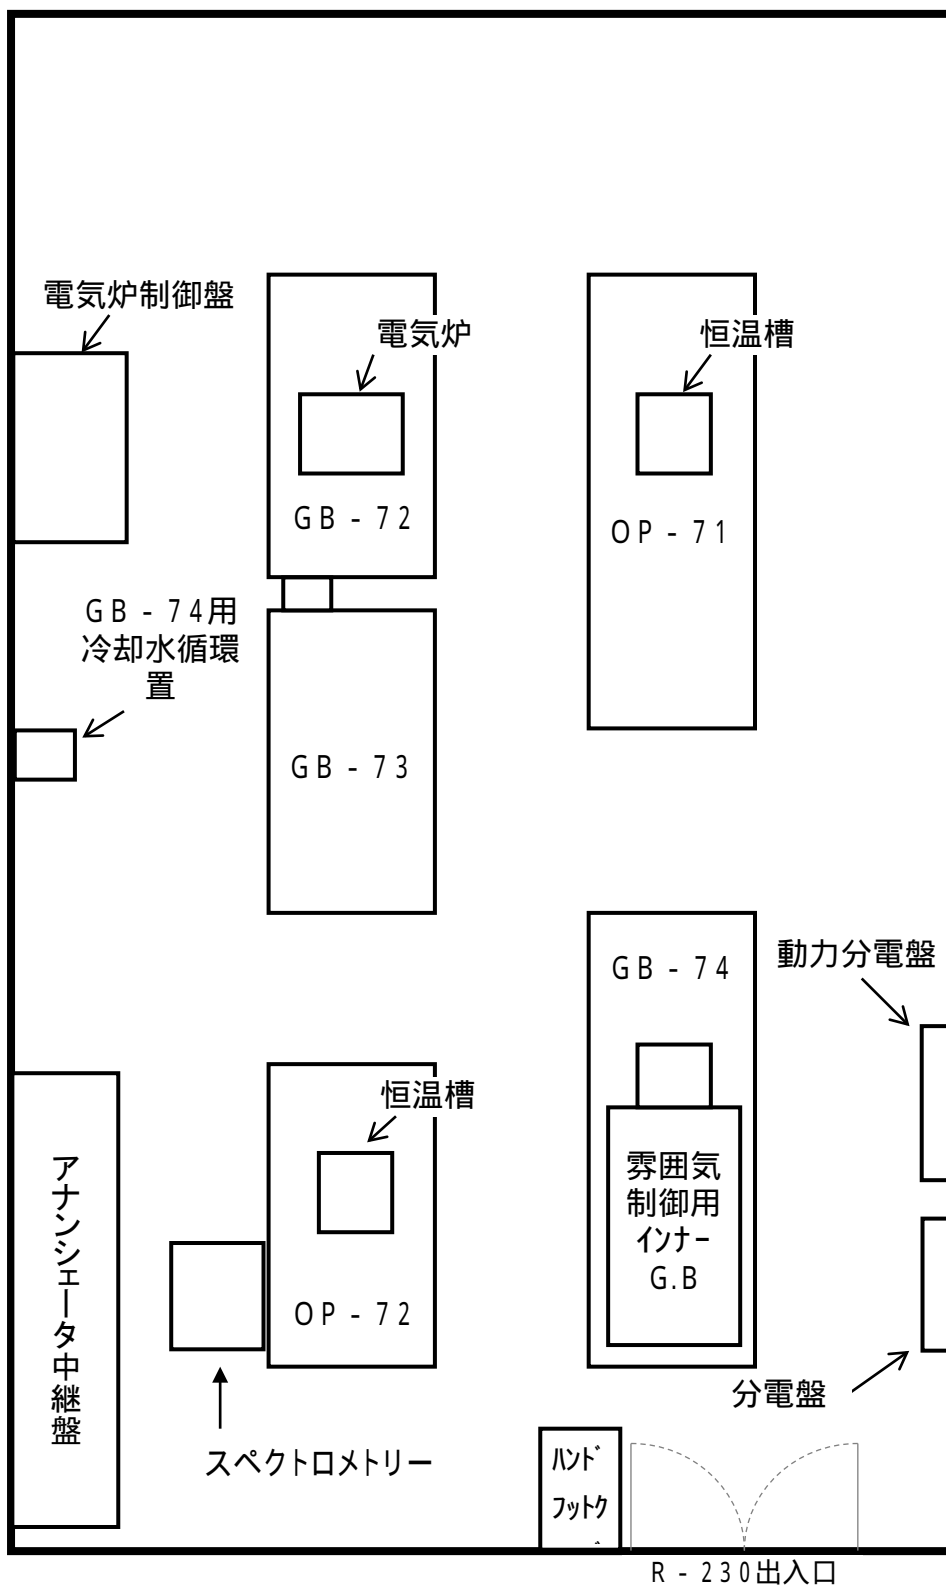 電気炉制御盤
電気炉
恒温槽
GB-72
OP-71
GB-74用
冷却水循環
置
GB-73
GB-74
動力分電盤
恒温槽
雰囲気
制御用
インナー
G.B
アナンシェータ中継盤
OP-72
分電盤
スペクトロメトリー
ハンド
フットク
R-230出入口